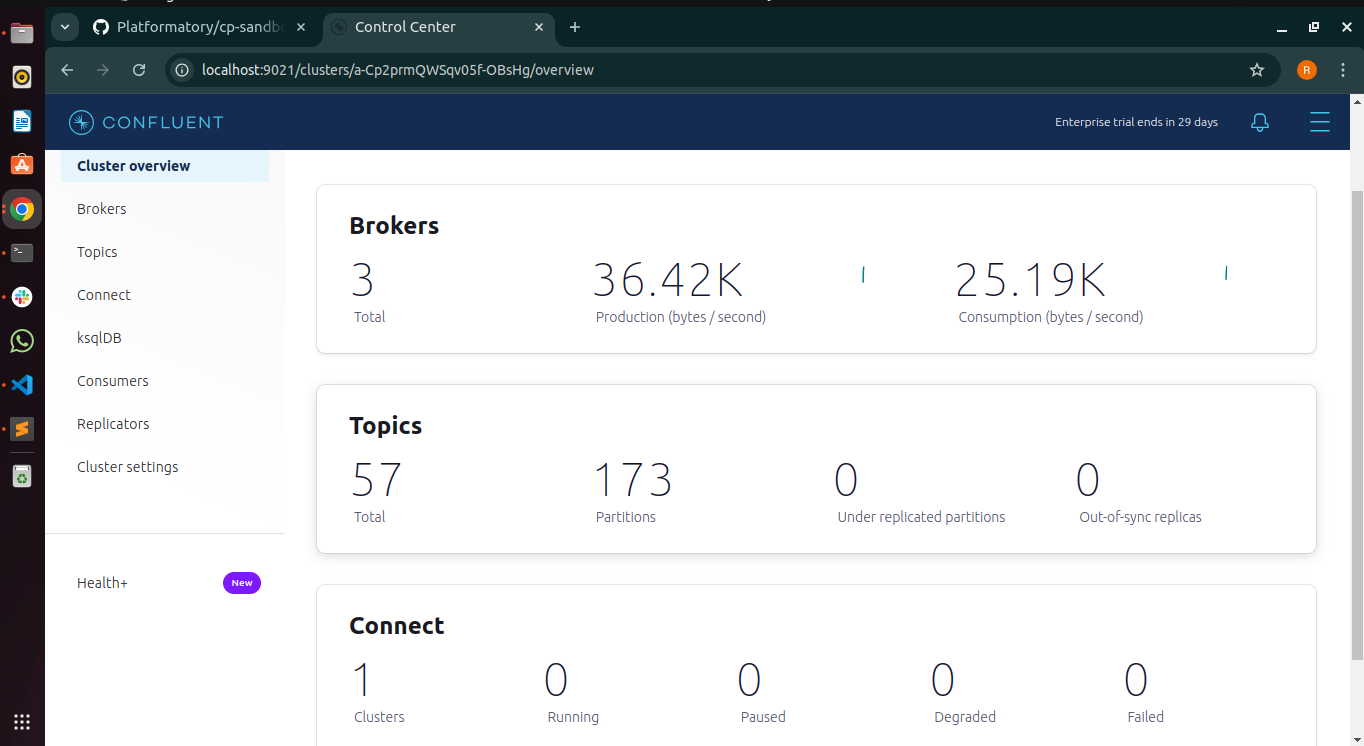 Platformatory/cp-sandb
Control Center
localhost:9021/clusters/a-Cp2prmQWSqv05f-OBsHg/overview
R
CONFLUENT
Enterprise trial ends in 29 days
Cluster overview
Brokers
Topics
Connect
ksqlDB
Consumers
Replicators
Cluster settings
Health+
New
Brokers
3
Total
36.42K
Production (bytes / second)
25.19K
Consumption (bytes / second)
Topics
57
Total
173
Partitions
0
Under replicated partitions
0
Out-of-sync replicas
Connect
1
Clusters
0
Running
0
Paused
0
Degraded
0
Failed